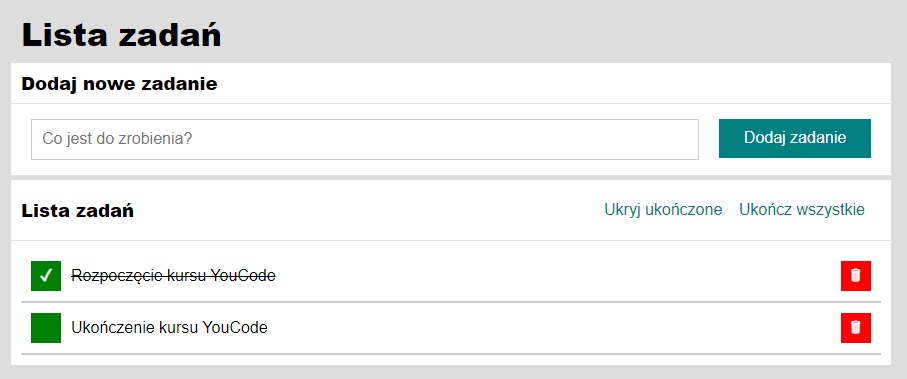 Lista zadań
Dodaj nowe zadanie
Co jest do zrobienia?
Dodaj zadanie
Lista zadań
Ukryj ukończone
Ukończ wszystkie
Rozpoczęcie kursu YouCode
Ukończenie kursu YouCode